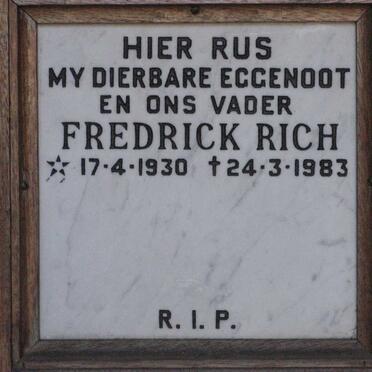 HIER RUS
MY DIERBARE EGGENOOT
EN ONS VADER
FREDRICK RICH
☆ 17·4·1930 † 24·3·1983
R. I. P.